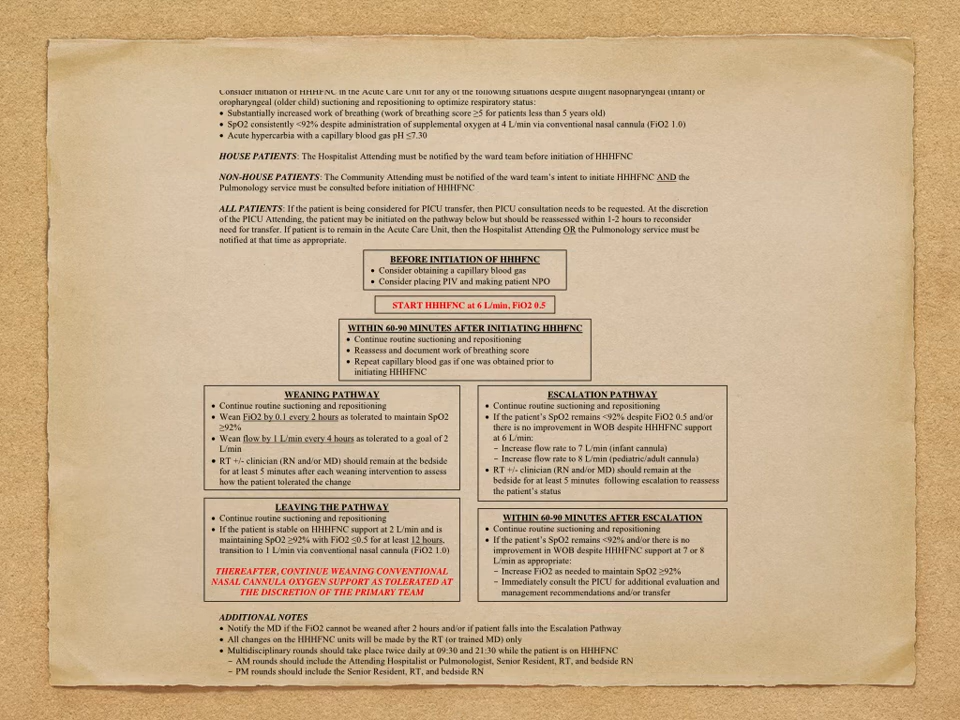 Consider initiation of HHHFNC in the Acute Care Unit for any of the following situations despite diligent nasopharyngeal (infant) or
oropharyngeal (older child) suctioning and repositioning to optimize respiratory status:
• Substantially increased work of breathing (work of breathing score ≥5 for patients less than 5 years old)
• SpO2 consistently <92% despite administration of supplemental oxygen at 4 L/min via conventional nasal cannula (FiO2 1.0)
• Acute hypercarbia with a capillary blood gas pH ≤7.30
HOUSE PATIENTS: The Hospitalist Attending must be notified by the ward team before initiation of HHHFNC
NON-HOUSE PATIENTS: The Community Attending must be notified of the ward team's intent to initiate HHHFNC AND the
Pulmonology service must be consulted before initiation of HHHFNC
ALL PATIENTS: If the patient is being considered for PICU transfer, then PICU consultation needs to be requested. At the discretion
of the PICU Attending, the patient may be initiated on the pathway below but should be reassessed within 1-2 hours to reconsider
need for transfer. If patient is to remain in the Acute Care Unit, then the Hospitalist Attending OR the Pulmonology service must be
notified at that time as appropriate.
BEFORE INITIATION OF HHHFNC
• Consider obtaining a capillary blood gas
• Consider placing PIV and making patient NPO
START HHHFNC at 6 L/min, FiO2 0.5
WITHIN 60-90 MINUTES AFTER INITIATING HHHFNC
• Continue routine suctioning and repositioning
• Reassess and document work of breathing score
• Repeat capillary blood gas if one was obtained prior to
initiating HHHFNC
WEANING PATHWAY
• Continue routine suctioning and repositioning
• Wean FiO2 by 0.1 every 2 hours as tolerated to maintain SpO2
≥92%
• Wean flow by 1 L/min every 4 hours as tolerated to a goal of 2
L/min
• RT +/- clinician (RN and/or MD) should remain at the bedside
for at least 5 minutes after each weaning intervention to assess
how the patient tolerated the change
LEAVING THE PATHWAY
• Continue routine suctioning and repositioning
• If the patient is stable on HHHFNC support at 2 L/min and is
maintaining SpO2 ≥92% with FiO2 ≤0.5 for at least 12 hours,
transition to 1 L/min via conventional nasal cannula (FiO2 1.0)
THEREAFTER, CONTINUE WEANING CONVENTIONAL
NASAL CANNULA OXYGEN SUPPORT AS TOLERATED AT
THE DISCRETION OF THE PRIMARY TEAM
ESCALATION PATHWAY
• Continue routine suctioning and repositioning
• If the patient's SpO2 remains <92% despite FiO2 0.5 and/or
there is no improvement in WOB despite HHHFNC support
at 6 L/min:
− Increase flow rate to 7 L/min (infant cannula)
− Increase flow rate to 8 L/min (pediatric/adult cannula)
• RT +/- clinician (RN and/or MD) should remain at the
bedside for at least 5 minutes following escalation to reassess
the patient's status
WITHIN 60-90 MINUTES AFTER ESCALATION
• Continue routine suctioning and repositioning
• If the patient's SpO2 remains <92% and/or there is no
improvement in WOB despite HHHFNC support at 7 or 8
L/min as appropriate:
− Increase FiO2 as needed to maintain SpO2 ≥92%
− Immediately consult the PICU for additional evaluation and
management recommendations and/or transfer
ADDITIONAL NOTES
• Notify the MD if the FiO2 cannot be weaned after 2 hours and/or if patient falls into the Escalation Pathway
• All changes on the HHHFNC units will be made by the RT (or trained MD) only
• Multidisciplinary rounds should take place twice daily at 09:30 and 21:30 while the patient is on HHHFNC
− AM rounds should include the Attending Hospitalist or Pulmonologist, Senior Resident, RT, and bedside RN
− PM rounds should include the Senior Resident, RT, and bedside RN